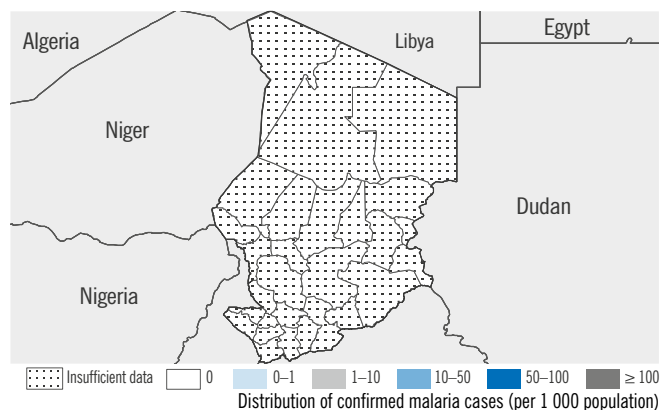 Algeria
Libya
Egypt
Niger
Dudan
Nigeria
Insufficient data 0 0–1 1–10 10–50 50–100 ≥ 100
Distribution of confirmed malaria cases (per 1 000 population)